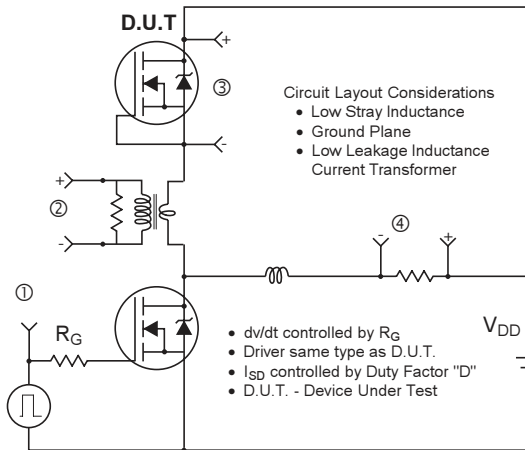 D.U.T
+
③
-
Circuit Layout Considerations
• Low Stray Inductance
• Ground Plane
• Low Leakage Inductance
Current Transformer
+
②
-
④
-
+
①
RG
• dv/dt controlled by RG
• Driver same type as D.U.T.
• ISD controlled by Duty Factor "D"
• D.U.T. - Device Under Test
VDD